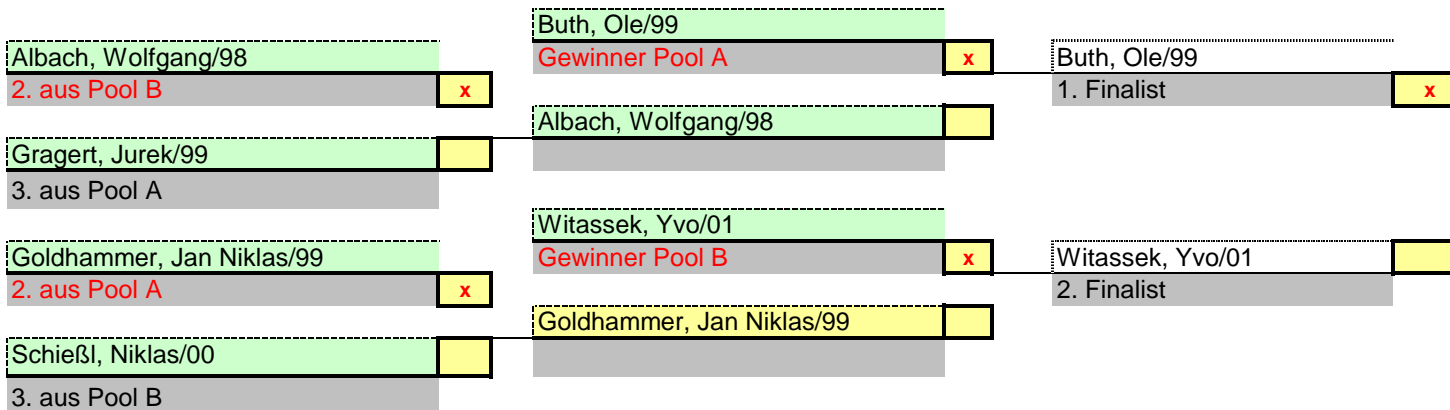 Albach, Wolfgang/98
2. aus Pool B x
Gragert, Jurek/99
3. aus Pool A
Goldhammer, Jan Niklas/99
2. aus Pool A x
Schießl, Niklas/00
3. aus Pool B
Buth, Ole/99
Gewinner Pool A x
Albach, Wolfgang/98
Witassek, Yvo/01
Gewinner Pool B x
Goldhammer, Jan Niklas/99
Buth, Ole/99
1. Finalist x
Witassek, Yvo/01
2. Finalist